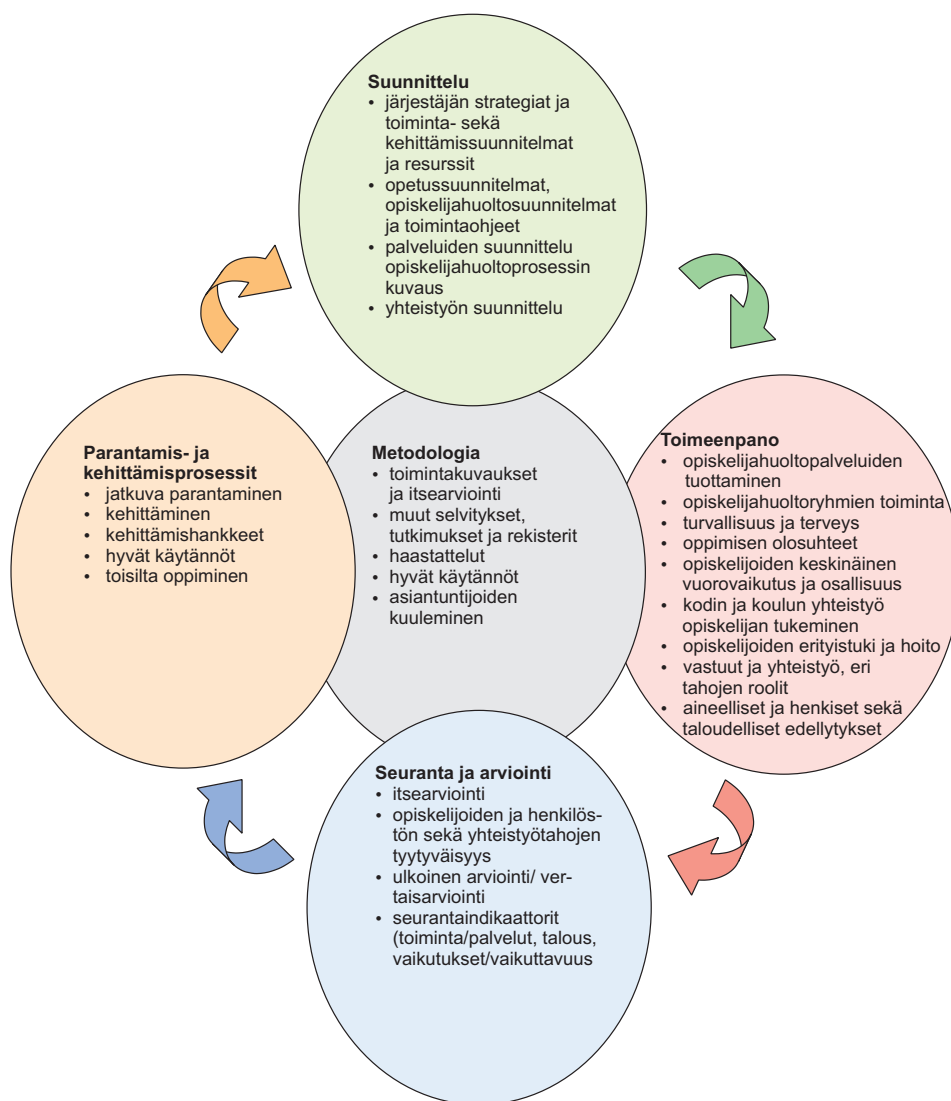 Suunnittelu
• järjestäjän strategiat ja
toiminta- sekä
kehittämissuunnitelmat
ja resurssit
• opetussuunnitelmat,
opiskelijahuoltosuunnitelmat
ja toimintaohjeet
• palveluiden suunnittelu
opiskelijahuoltoprosessin
kuvaus
• yhteistyön suunnittelu
Parantamis- ja
kehittämisprosessit
• jatkuva parantaminen
• kehittäminen
• kehittämishankkeet
• hyvät käytännöt
• toisilta oppiminen
Metodologia
• toimintakuvaukset
ja itsearviointi
• muut selvitykset,
tutkimukset ja rekisterit
• haastattelut
• hyvät käytännöt
• asiantuntijoiden
kuuleminen
Toimeenpano
• opiskelijahuoltopalveluiden
tuottaminen
• opiskelijahuoltoryhmien toiminta
• turvallisuus ja terveys
• oppimisen olosuhteet
• opiskelijoiden keskinäinen
vuorovaikutus ja osallisuus
• kodin ja koulun yhteistyö
opiskelijan tukeminen
• opiskelijoiden erityistuki ja hoito
• vastuut ja yhteistyö, eri
tahojen roolit
• aineelliset ja henkiset sekä
taloudelliset edellytykset
Seuranta ja arviointi
• itsearviointi
• opiskelijoiden ja henkilös-
tön sekä yhteistyötahojen
tyytyväisyys
• ulkoinen arviointi/ ver-
taisarviointi
• seurantaindikaattorit
(toiminta/palvelut, talous,
vaikutukset/vaikuttavuus